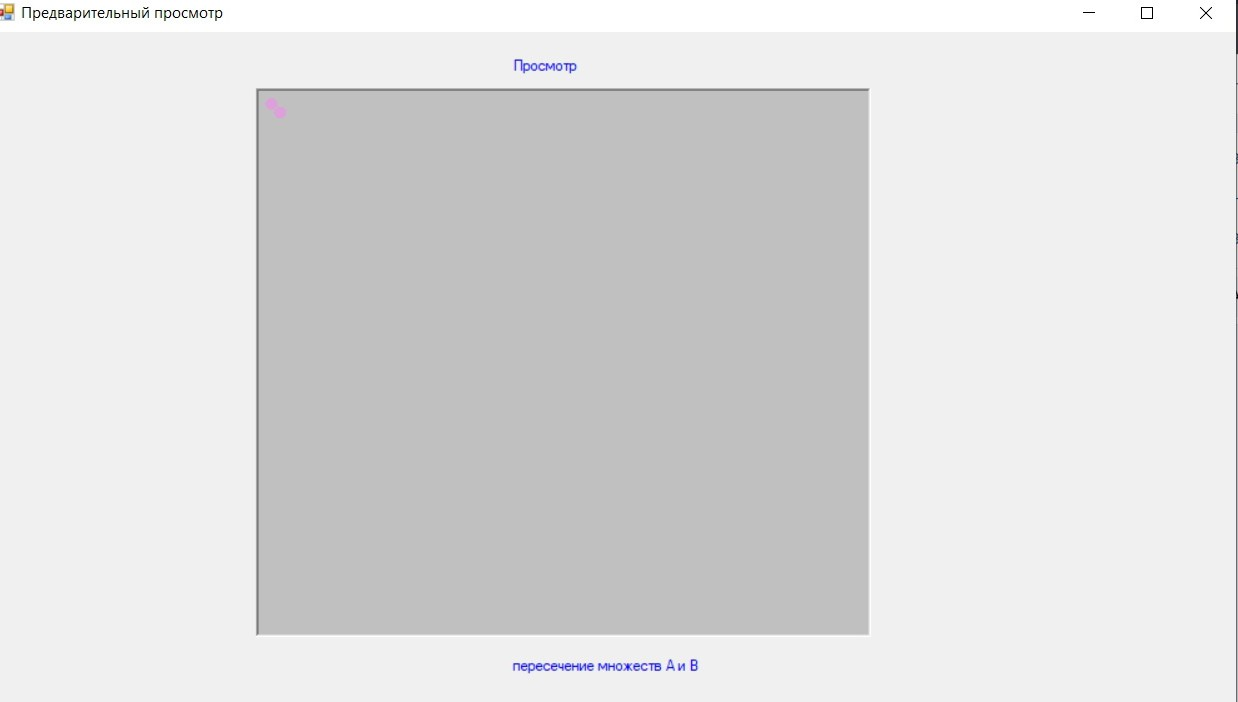 Предварительный просмотр
Просмотр
пересечение множеств А и В